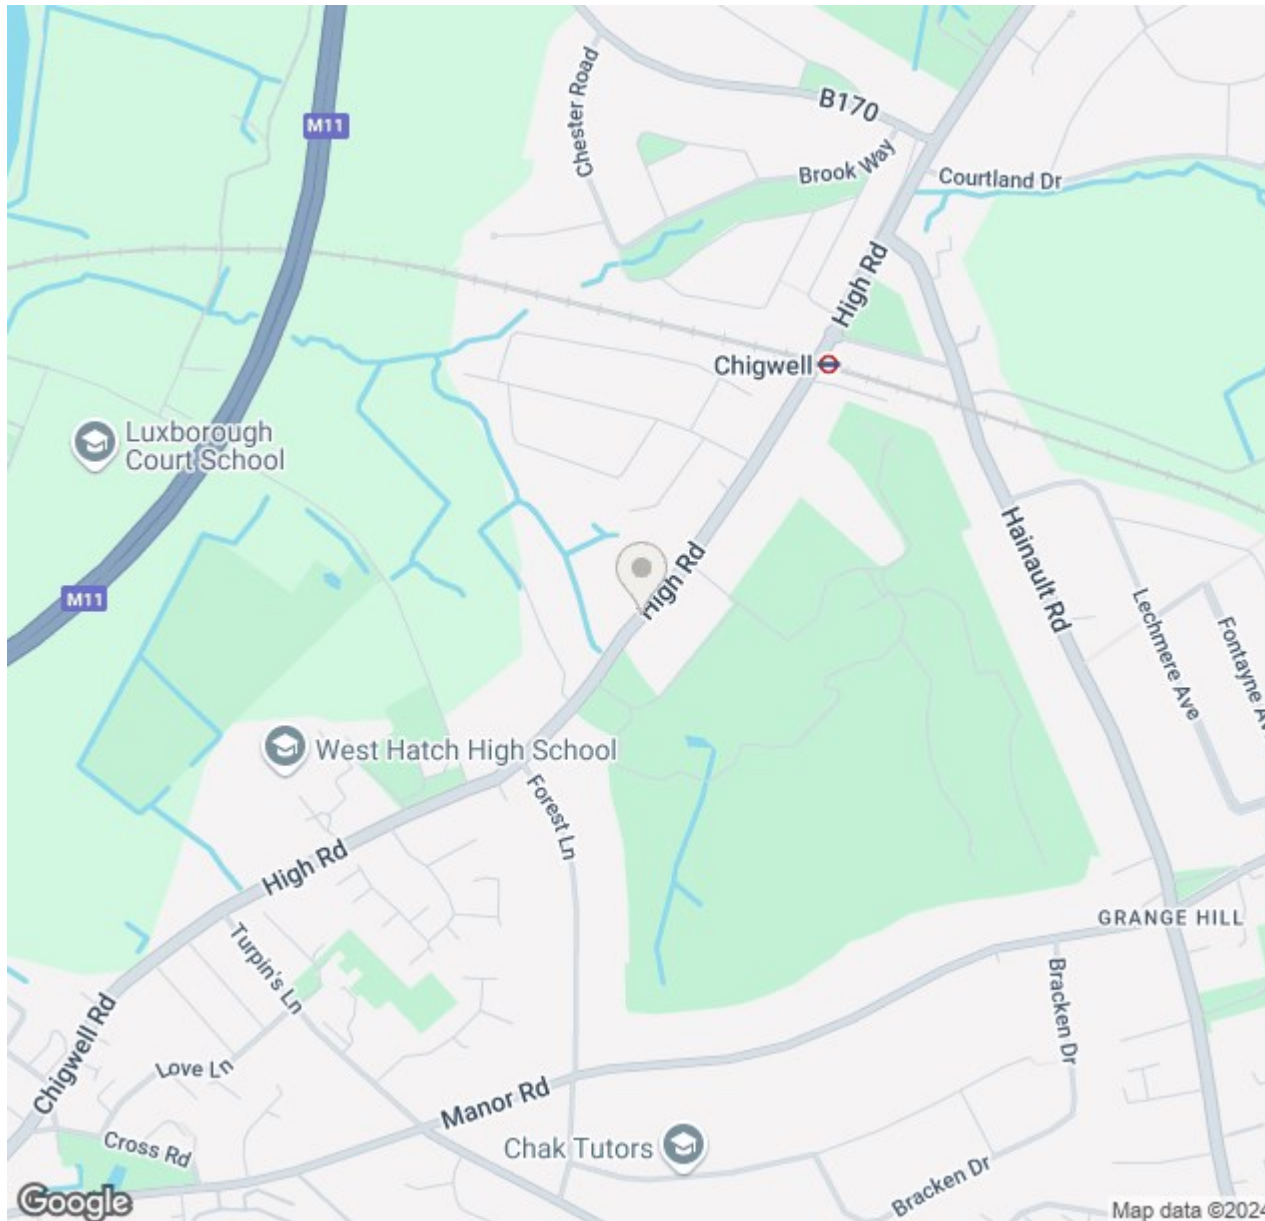 Chester Road
B170
M11
Brook Way
Courtland Dr
High Rd
Chigwell
Luxborough
Court School
Hainault Rd
High Rd
M11
Lechmere Ave
Fontayne Av
West Hatch High School
Forest Ln
High Rd
GRANGE HILL
Turpin's Ln
Bracken Dr
Chigwell Rd
Love Ln
Manor Rd
Cross Rd
Chak Tutors
Bracken Dr
Google
Map data ©2024